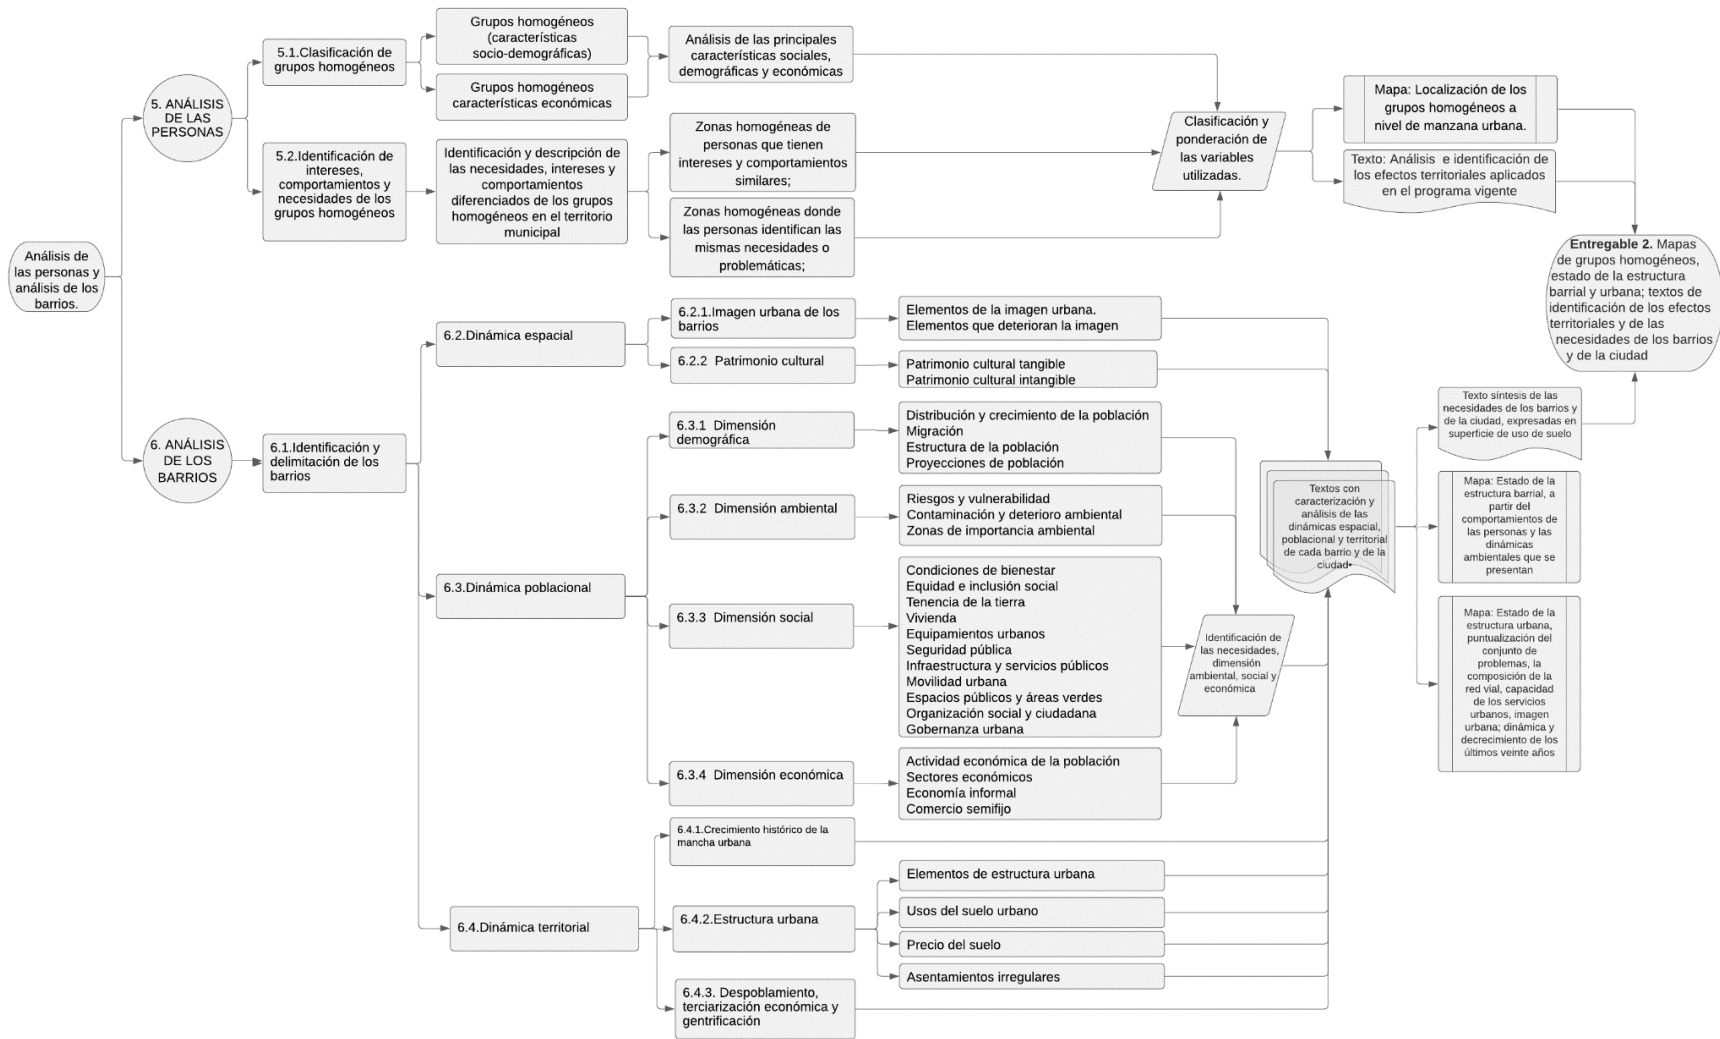 Análisis de
las personas y
análisis de los
barrios.
5. ANÁLISIS
DE LAS
PERSONAS
5.1.Clasificación de
grupos homogéneos
Grupos homogéneos
(características
socio-demográficas)
Grupos homogéneos
características económicas
Análisis de las principales
características sociales,
demográficas y económicas
5.2.Identificación de
intereses,
comportamientos y
necesidades de los
grupos homogéneos
Identificación y descripción de
las necesidades, intereses y
comportamientos
diferenciados de los grupos
homogéneos en el territorio
municipal
Zonas homogéneas de
personas que tienen
intereses y comportamientos
similares;
Zonas homogéneas donde
las personas identifican las
mismas necesidades o
problemáticas;
Clasificación y
ponderación de
las variables
utilizadas.
Mapa: Localización de los
grupos homogéneos a
nivel de manzana urbana.
Texto: Análisis e identificación de
los efectos territoriales aplicados
en el programa vigente
Entregable 2. Mapas
de grupos homogéneos,
estado de la estructura
barrial y urbana; textos de
identificación de los efectos
territoriales y de las
necesidades de los barrios
y de la ciudad
6. ANÁLISIS
DE LOS
BARRIOS
6.1.Identificación y
delimitación de los
barrios
6.2.Dinámica espacial
6.2.1.Imagen urbana de los
barrios
Elementos de la imagen urbana.
Elementos que deterioran la imagen
6.2.2 Patrimonio cultural
Patrimonio cultural tangible
Patrimonio cultural intangible
6.3.Dinámica poblacional
6.3.1 Dimensión
demográfica
Distribución y crecimiento de la población
Migración
Estructura de la población
Proyecciones de población
6.3.2 Dimensión ambiental
Riesgos y vulnerabilidad
Contaminación y deterioro ambiental
Zonas de importancia ambiental
6.3.3 Dimensión social
Condiciones de bienestar
Equidad e inclusión social
Tenencia de la tierra
Vivienda
Equipamientos urbanos
Seguridad pública
Infraestructura y servicios públicos
Movilidad urbana
Espacios públicos y áreas verdes
Organización social y ciudadana
Gobernanza urbana
6.3.4 Dimensión económica
Actividad económica de la población
Sectores económicos
Economía informal
Comercio semifijo
Identificación de
las necesidades,
dimensión
ambiental, social y
económica
6.4.Dinámica territorial
6.4.1.Crecimiento histórico de la
mancha urbana
6.4.2.Estructura urbana
Elementos de estructura urbana
Usos del suelo urbano
Precio del suelo
Asentamientos irregulares
6.4.3. Despoblamiento,
terciarización económica y
gentrificación
Textos con
caracterización y
análisis de las
dinámicas espacial,
poblacional y territorial
de cada barrio y de la
ciudad•
Texto síntesis de las
necesidades de los barrios y
de la ciudad, expresadas en
superficie de uso de suelo
Mapa: Estado de la
estructura barrial, a
partir del
comportamientos de
las personas y las
dinámicas
ambientales que se
presentan
Mapa: Estado de la
estructura urbana,
puntualización del
conjunto de
problemas, la
composición de la
red vial, capacidad
de los servicios
urbanos, imagen
urbana; dinámica y
decrecimiento de los
últimos veinte años